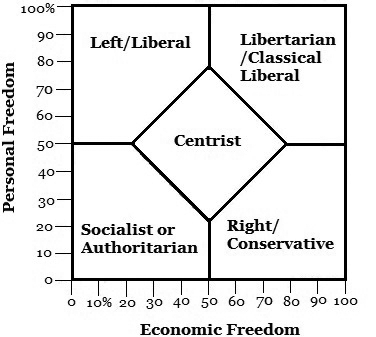 100%
90
80
70
60
50
40
30
20
10
0
Personal Freedom
Left/Liberal
Libertarian
/Classical
Liberal
Centrist
Socialist or
Authoritarian
Right/
Conservative
0 10% 20 30 40 50 60 70 80 90 100
Economic Freedom